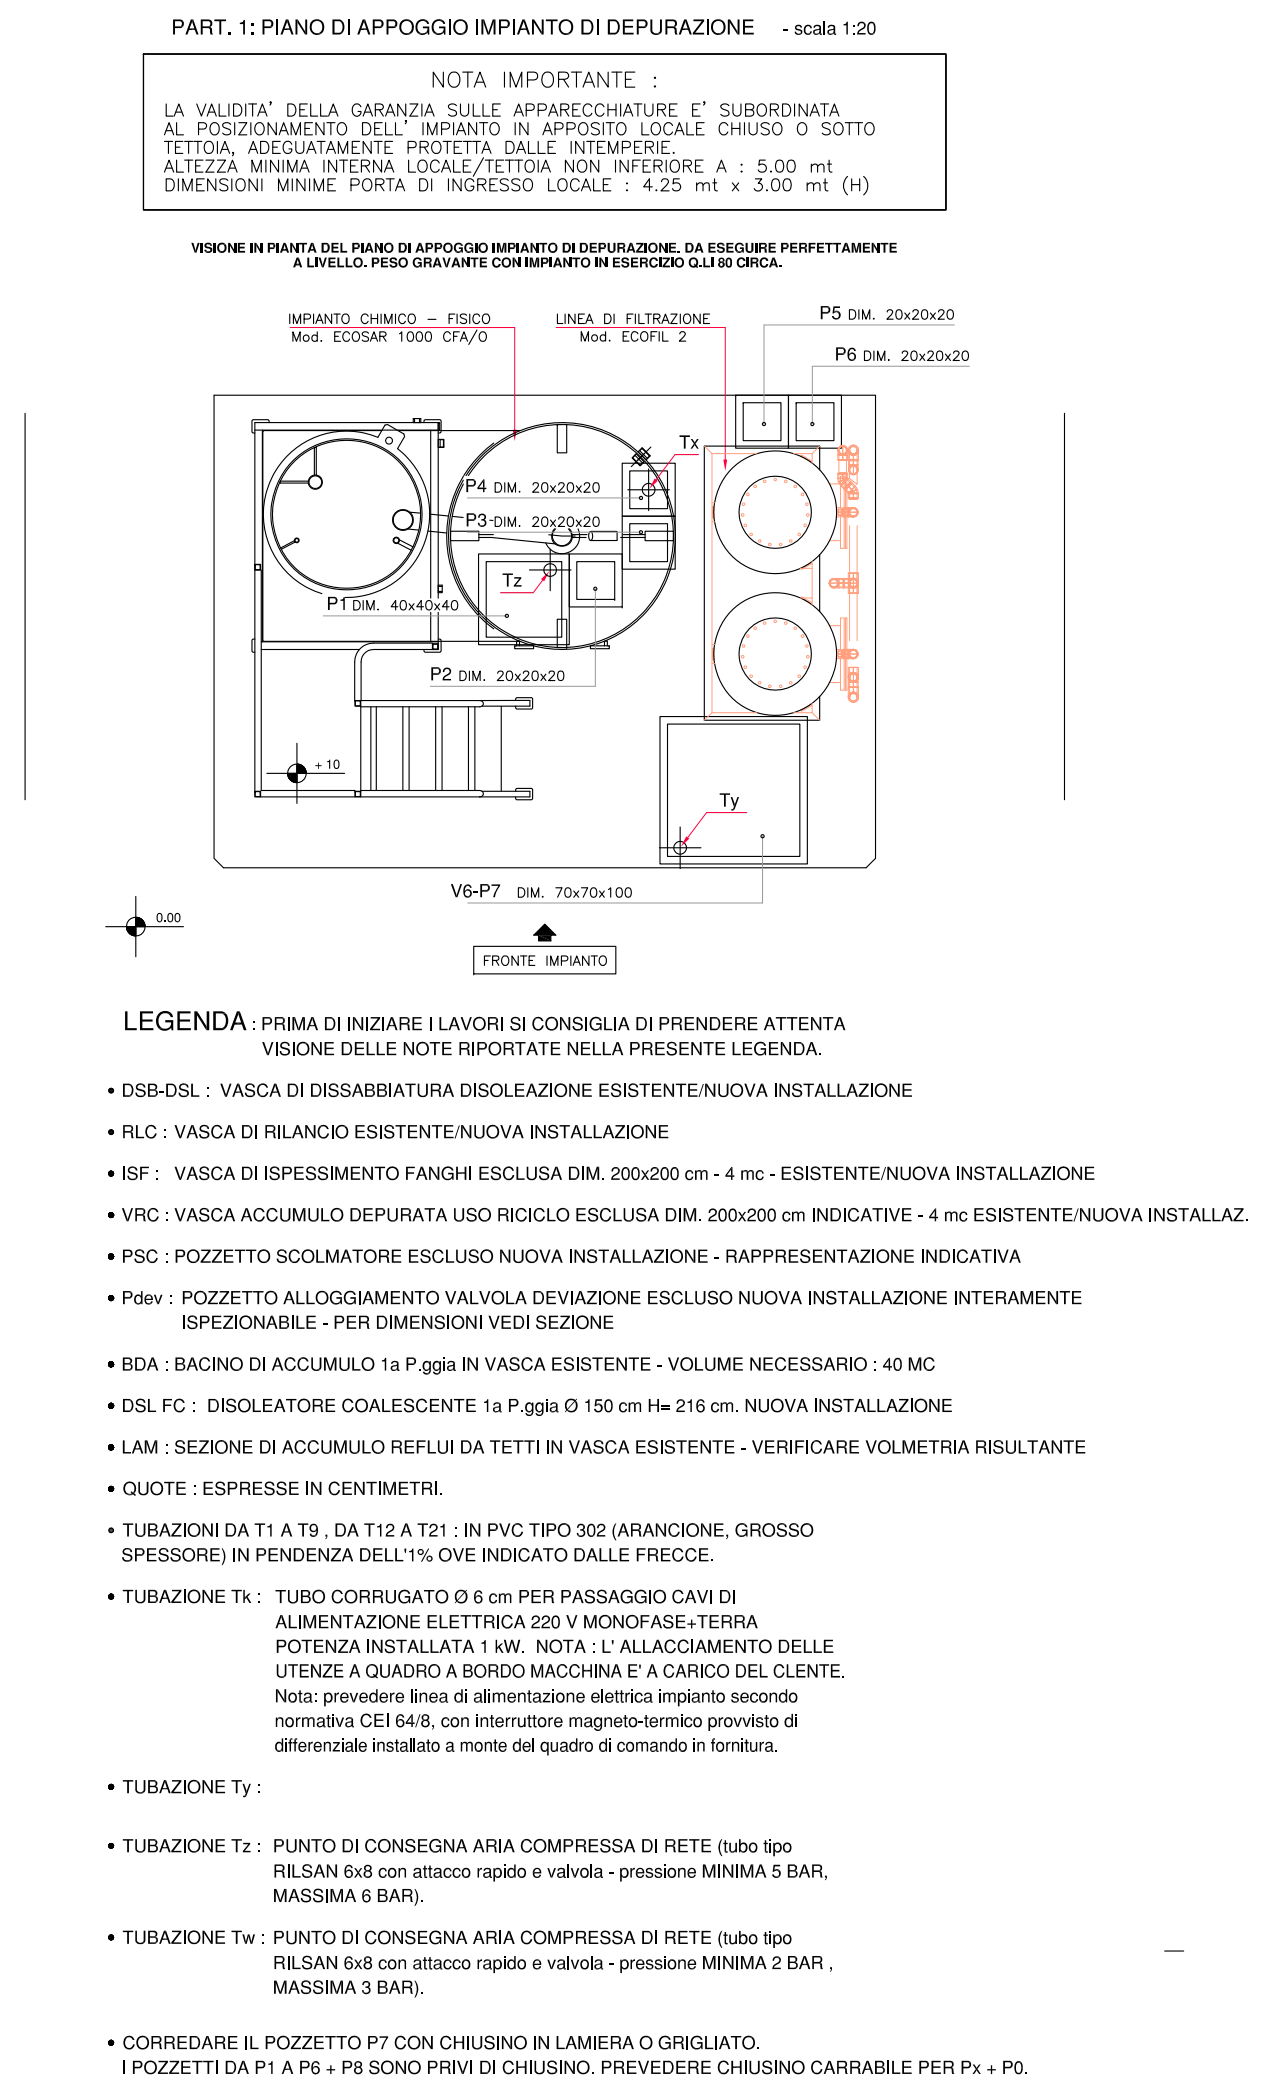 PART. 1: PIANO DI APPOGGIO IMPIANTO DI DEPURAZIONE - scala 1:20
NOTA IMPORTANTE :
LA VALIDITA' DELLA GARANZIA SULLE APPARECCHIATURE E' SUBORDINATA
AL POSIZIONAMENTO DELL' IMPIANTO IN APPOSITO LOCALE CHIUSO O SOTTO
TETTOIA, ADEGUATAMENTE PROTETTA DALLE INTEMPERIE.
ALTEZZA MINIMA INTERNA LOCALE/TETTOIA NON INFERIORE A : 5.00 mt
DIMENSIONI MINIME PORTA DI INGRESSO LOCALE : 4.25 mt x 3.00 mt (H)
VISIONE IN PIANTA DEL PIANO DI APPOGGIO IMPIANTO DI DEPURAZIONE. DA ESEGUIRE PERFETTAMENTE
A LIVELLO. PESO GRAVANTE CON IMPIANTO IN ESERCIZIO Q.LI 80 CIRCA.
P5 DIM. 20x20x20
IMPIANTO CHIMICO – FISICO
Mod. ECOSAR 1000 CFA/O
LINEA DI FILTRAZIONE
Mod. ECOFIL 2
P6 DIM. 20x20x20
Tx
P4 DIM. 20x20x20
P3-DIM. 20x20x20
Tz
P1 DIM. 40x40x40
P2 DIM. 20x20x20
+ 10
Ty
V6-P7 DIM. 70x70x100
0.00
FRONTE IMPIANTO
LEGENDA : PRIMA DI INIZIARE I LAVORI SI CONSIGLIA DI PRENDERE ATTENTA
VISIONE DELLE NOTE RIPORTATE NELLA PRESENTE LEGENDA.
• DSB-DSL : VASCA DI DISSABBIATURA DISOLEAZIONE ESISTENTE/NUOVA INSTALLAZIONE
• RLC : VASCA DI RILANCIO ESISTENTE/NUOVA INSTALLAZIONE
• ISF : VASCA DI ISPESSIMENTO FANGHI ESCLUSA DIM. 200x200 cm - 4 mc - ESISTENTE/NUOVA INSTALLAZIONE
• VRC : VASCA ACCUMULO DEPURATA USO RICICLO ESCLUSA DIM. 200x200 cm INDICATIVE - 4 mc ESISTENTE/NUOVA INSTALLAZ.
• PSC : POZZETTO SCOLMATORE ESCLUSO NUOVA INSTALLAZIONE - RAPPRESENTAZIONE INDICATIVA
• Pdev : POZZETTO ALLOGGIAMENTO VALVOLA DEVIAZIONE ESCLUSO NUOVA INSTALLAZIONE INTERAMENTE
ISPEZIONABILE - PER DIMENSIONI VEDI SEZIONE
• BDA : BACINO DI ACCUMULO 1a P.ggia IN VASCA ESISTENTE - VOLUME NECESSARIO : 40 MC
• DSL FC : DISOLEATORE COALESCENTE 1a P.ggia Ø 150 cm H= 216 cm. NUOVA INSTALLAZIONE
• LAM : SEZIONE DI ACCUMULO REFLUI DA TETTI IN VASCA ESISTENTE - VERIFICARE VOLMETRIA RISULTANTE
• QUOTE : ESPRESSE IN CENTIMETRI.
• TUBAZIONI DA T1 A T9 , DA T12 A T21 : IN PVC TIPO 302 (ARANCIONE, GROSSO
SPESSORE) IN PENDENZA DELL'1% OVE INDICATO DALLE FRECCE.
• TUBAZIONE Tk : TUBO CORRUGATO Ø 6 cm PER PASSAGGIO CAVI DI
ALIMENTAZIONE ELETTRICA 220 V MONOFASE+TERRA
POTENZA INSTALLATA 1 kW. NOTA : L' ALLACCIAMENTO DELLE
UTENZE A QUADRO A BORDO MACCHINA E' A CARICO DEL CLENTE.
Nota: prevedere linea di alimentazione elettrica impianto secondo
normativa CEI 64/8, con interruttore magneto-termico provvisto di
differenziale installato a monte del quadro di comando in fornitura.
• TUBAZIONE Ty :
• TUBAZIONE Tz : PUNTO DI CONSEGNA ARIA COMPRESSA DI RETE (tubo tipo
RILSAN 6x8 con attacco rapido e valvola - pressione MINIMA 5 BAR,
MASSIMA 6 BAR).
• TUBAZIONE Tw : PUNTO DI CONSEGNA ARIA COMPRESSA DI RETE (tubo tipo
RILSAN 6x8 con attacco rapido e valvola - pressione MINIMA 2 BAR ,
MASSIMA 3 BAR).
• CORREDARE IL POZZETTO P7 CON CHIUSINO IN LAMIERA O GRIGLIATO.
I POZZETTI DA P1 A P6 + P8 SONO PRIVI DI CHIUSINO. PREVEDERE CHIUSINO CARRABILE PER Px + P0.